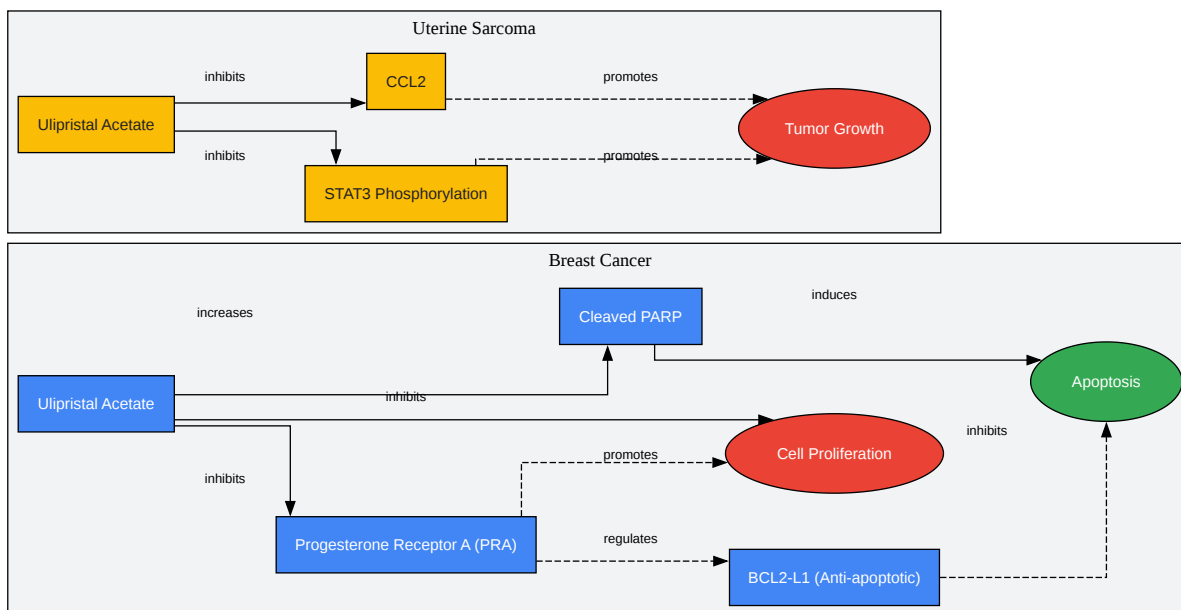 Uterine Sarcoma
inhibits
CCL2
promotes
Ulipristal Acetate
Tumor Growth
inhibits
promotes
STAT3 Phosphorylation
Breast Cancer
increases
Cleaved PARP
induces
Ulipristal Acetate
inhibits
Apoptosis
Cell Proliferation
inhibits
inhibits
promotes
Progesterone Receptor A (PRA)
regulates
BCL2-L1 (Anti-apoptotic)